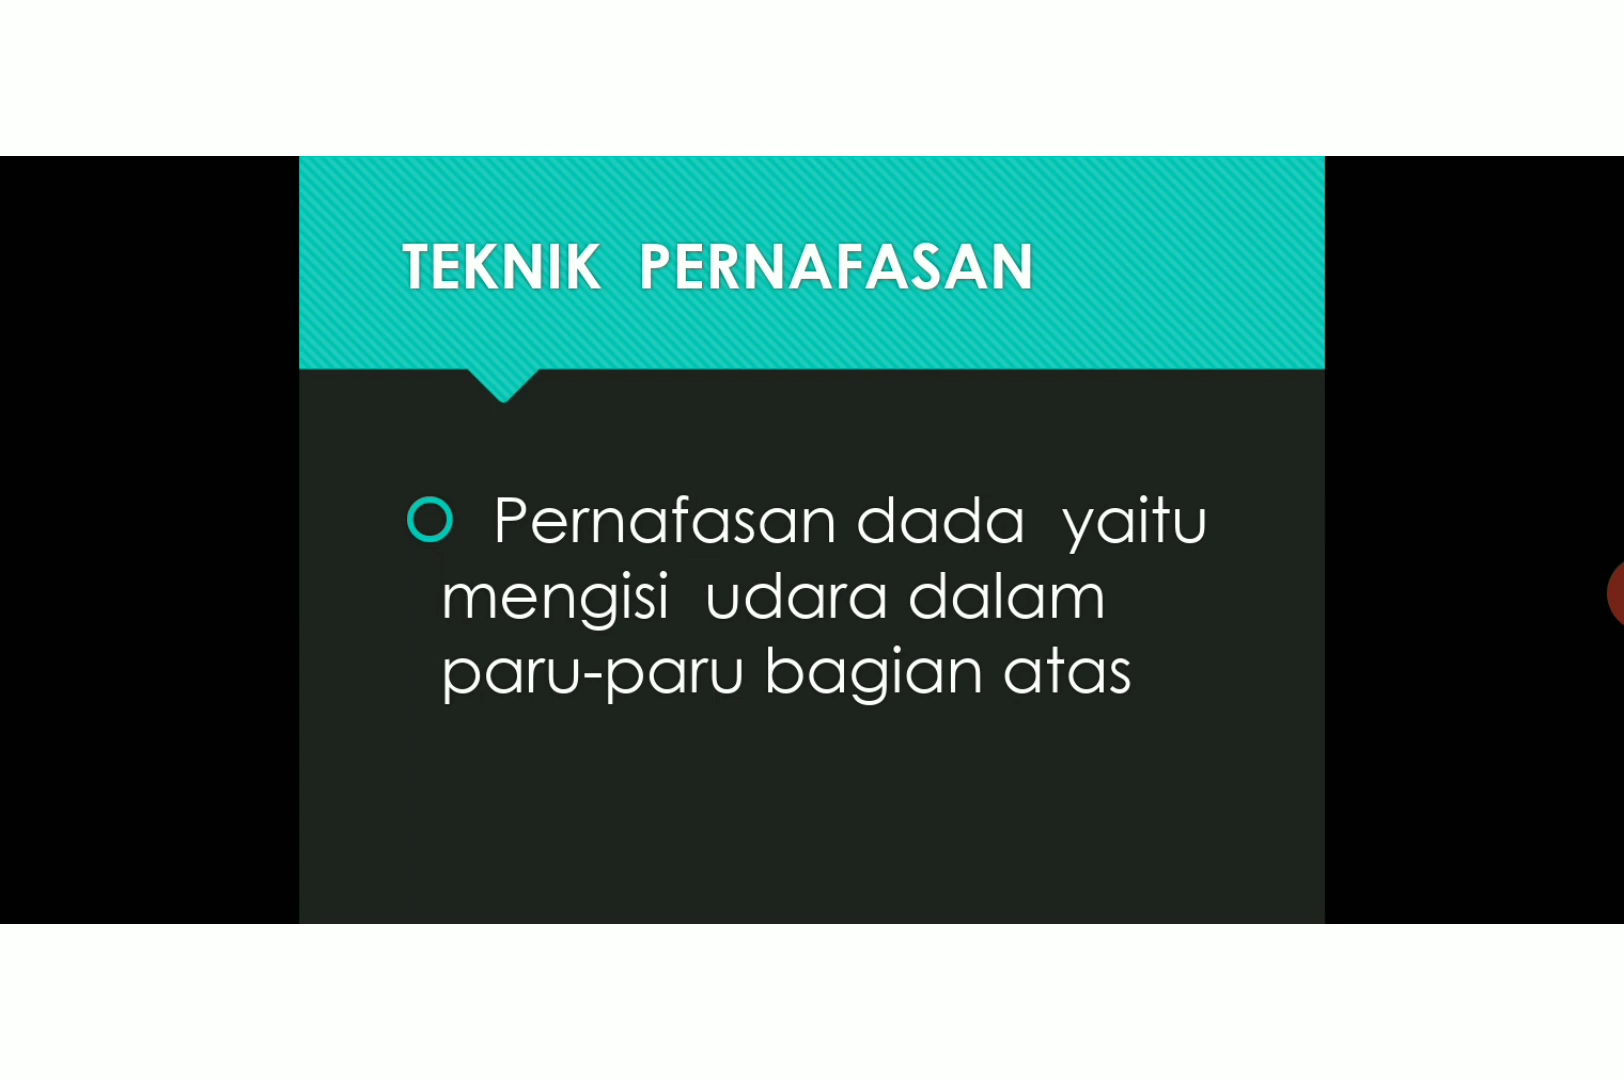 TEKNIK PERNAFASAN
Pernafasan dada yaitu
mengisi udara dalam
paru-paru bagian atas